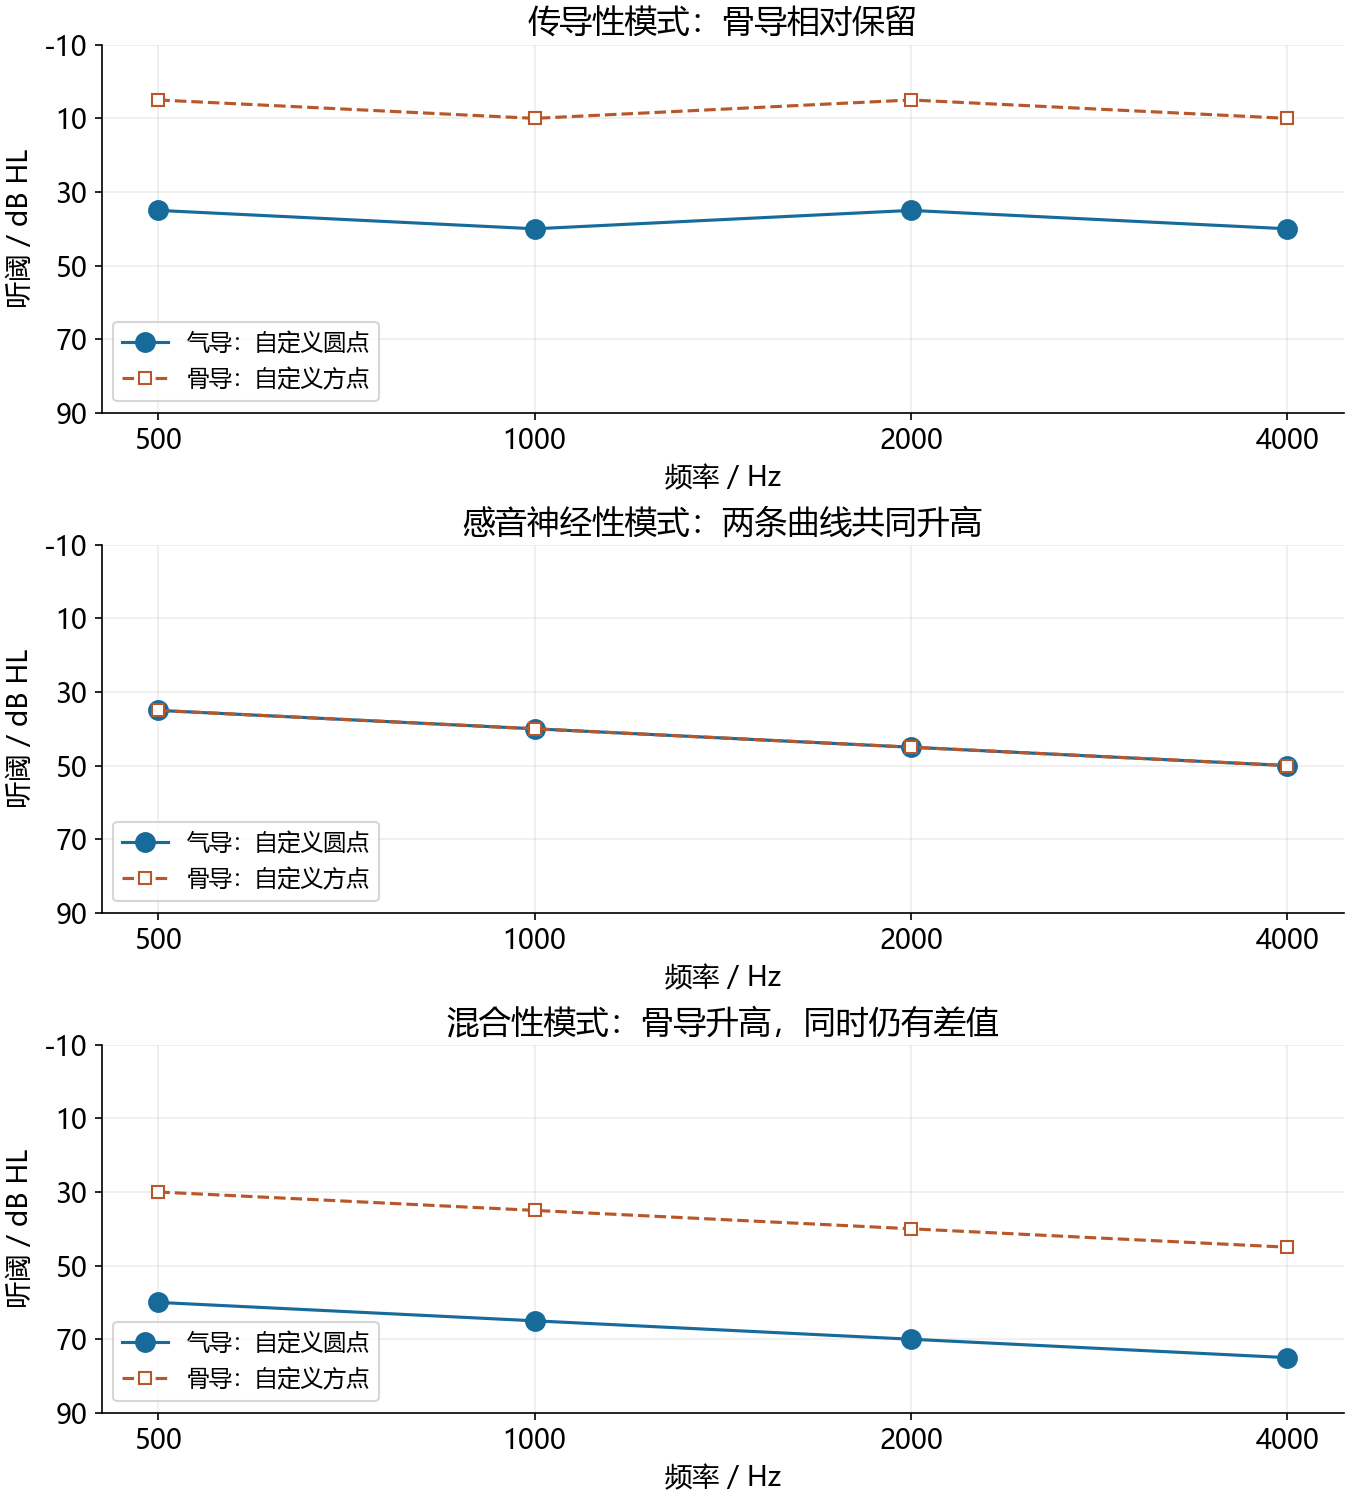 传导性模式：骨导相对保留
-10
10
30
50
70
90
听阈 / dB HL
气导：自定义圆点
骨导：自定义方点
500 1000 2000 4000
频率 / Hz
感音神经性模式：两条曲线共同升高
-10
10
30
50
70
90
听阈 / dB HL
气导：自定义圆点
骨导：自定义方点
500 1000 2000 4000
频率 / Hz
混合性模式：骨导升高，同时仍有差值
-10
10
30
50
70
90
听阈 / dB HL
气导：自定义圆点
骨导：自定义方点
500 1000 2000 4000
频率 / Hz